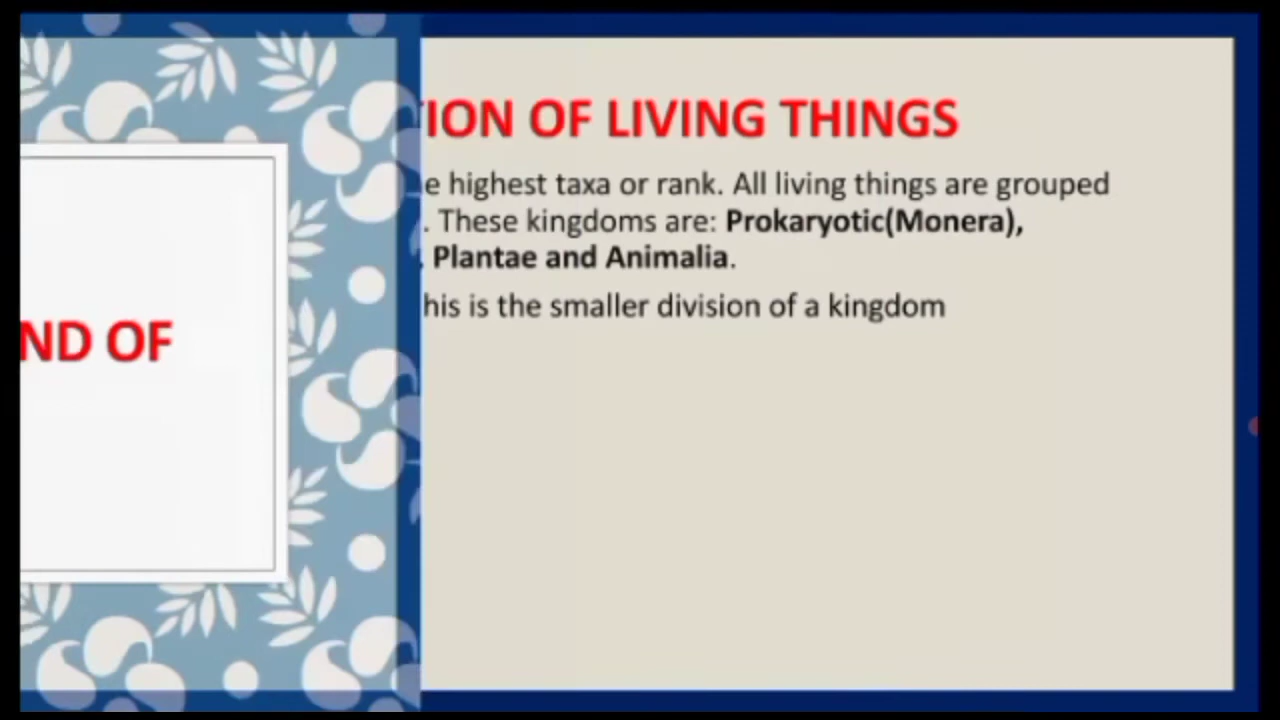 ION OF LIVING THINGS
e highest taxa or rank. All living things are grouped
. These kingdoms are: Prokaryotic(Monera),
Plantae and Animalia.
his is the smaller division of a kingdom
ND OF